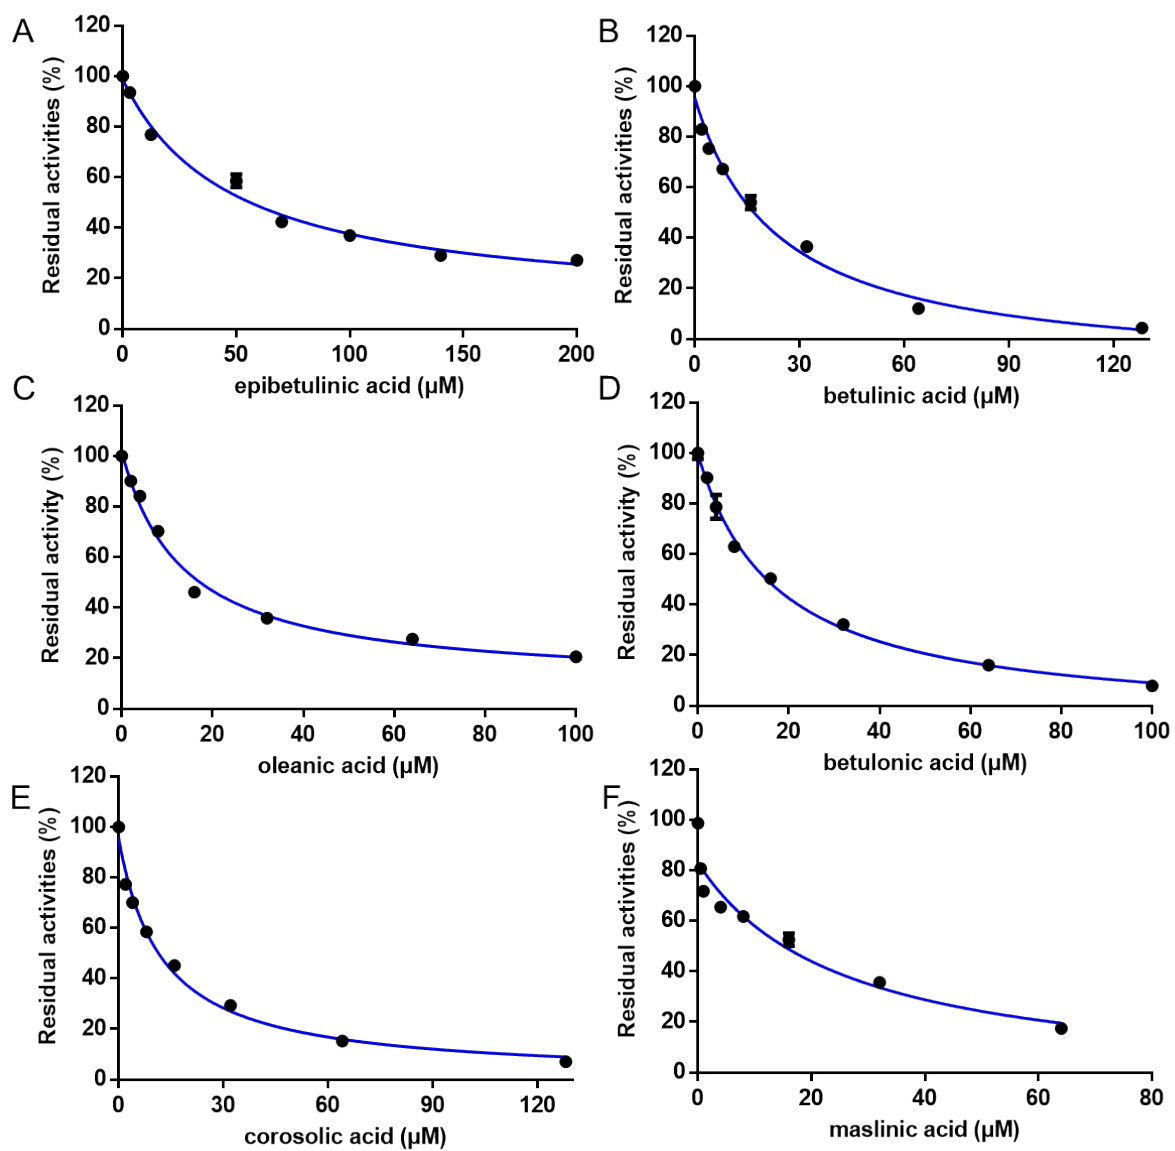 A
Residual activities (%)
120
100
80
60
40
20
0
0 50 100 150 200
epibetulinic acid (µM)
B
Residual activities (%)
120
100
80
60
40
20
0
0 30 60 90 120
betulinic acid (µM)
C
Residual activity (%)
120
100
80
60
40
20
0
0 20 40 60 80 100
oleanic acid (µM)
D
Residual activity (%)
120
100
80
60
40
20
0
0 20 40 60 80 100
betulonic acid (µM)
E
Residual activities (%)
120
100
80
60
40
20
0
0 30 60 90 120
corosolic acid (µM)
F
Residual activities (%)
120
100
80
60
40
20
0
0 20 40 60 80
maslinic acid (µM)